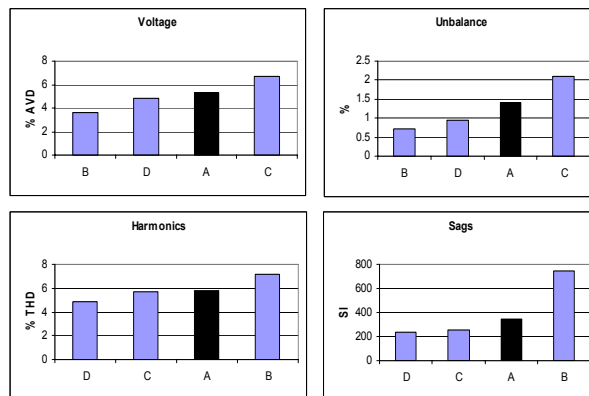 Voltage
% AVD
8
6
4
2
0
B D A C
Unbalance
%
2.5
2
1.5
1
0.5
0
B D A C
Harmonics
% THD
8
6
4
2
0
D C A B
Sags
SI
800
600
400
200
0
D C A B